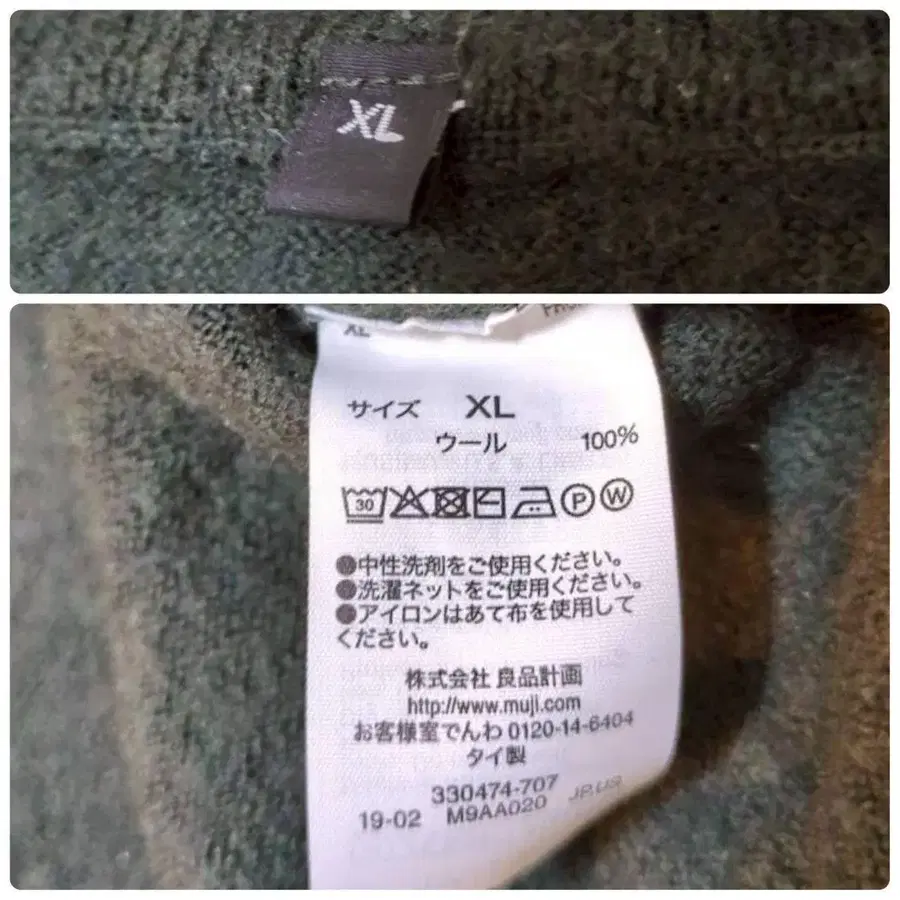 XL
XL
サイズ XL
ウール 100%
30
P W
●中性洗剤をご使用ください。
●洗濯ネットをご使用ください。
●アイロンはあて布を使用して
ください。
株式会社 良品計画
http://www.muji.com
お客様室でんわ 0120-14-6404
タイ製
330474-707
19-02 M9AA020 JP.US